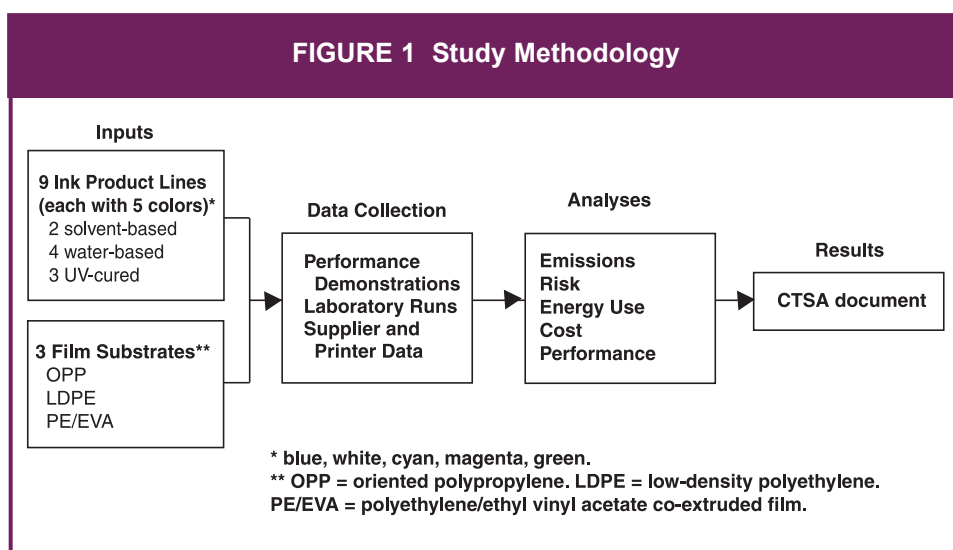 FIGURE 1 Study Methodology
Inputs
9 Ink Product Lines
(each with 5 colors)*
2 solvent-based
4 water-based
3 UV-cured
3 Film Substrates**
OPP
LDPE
PE/EVA
Data Collection
Performance
Demonstrations
Laboratory Runs
Supplier and
Printer Data
Analyses
Emissions
Risk
Energy Use
Cost
Performance
Results
CTSA document
* blue, white, cyan, magenta, green.
** OPP = oriented polypropylene. LDPE = low-density polyethylene.
PE/EVA = polyethylene/ethyl vinyl acetate co-extruded film.